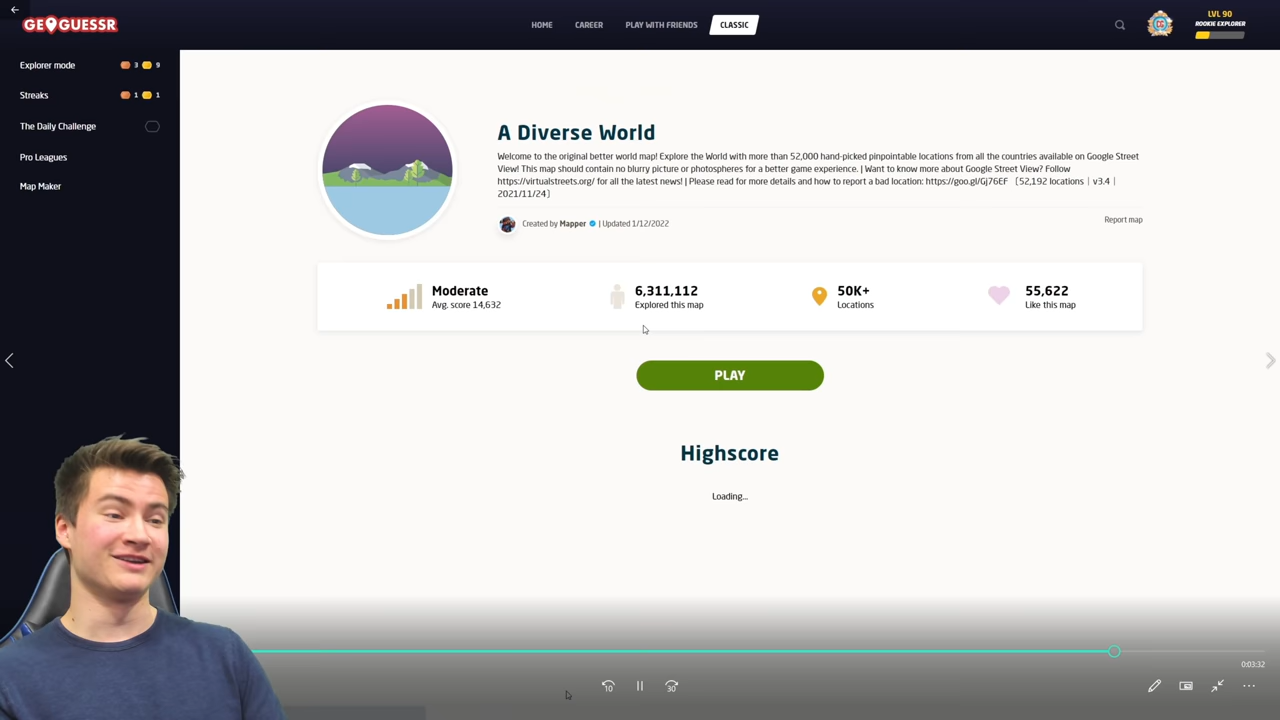 GEOGUESSR
HOME
CAREER
PLAY WITH FRIENDS
CLASSIC
LVL 90
ROOKIE EXPLORER
Explorer mode 3 9
Streaks 1 1
The Daily Challenge
Pro Leagues
Map Maker
A Diverse World
Welcome to the original better world map! Explore the World with more than 52,000 hand-picked pinpointable locations from all the countries available on Google Street
View! This map should contain no blurry picture or photospheres for a better game experience. | Want to know more about Google Street View? Follow
https://virtualstreets.org/ for all the latest news! | Please read for more details and how to report a bad location: https://goo.gl/Gj76EF [52,192 locations | v3.4 |
2021/11/24]
Created by Mapper | Updated 1/12/2022
Report map
Moderate
Avg. score 14,632
6,311,112
Explored this map
50K+
Locations
55,622
Like this map
PLAY
Highscore
Loading...
0:03:32
10
30